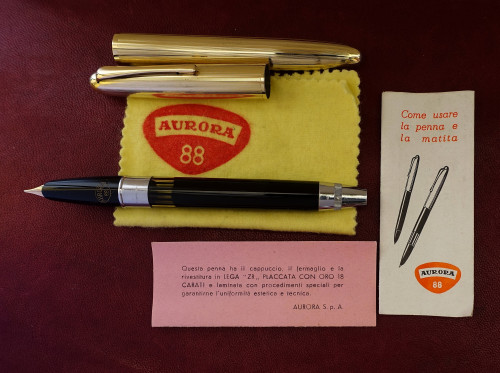 AURORA
88
Come usare
la penna e
la matita
AURORA
88
Questa penna ha il cappuccio, il fermaglio e la
rivestitura in LEGA "ZB„ PLACCATA CON ORO 18
CARATI e laminata con procedimenti speciali per
garantirne l'uniformità estetica e tecnica.
AURORA S. p. A.